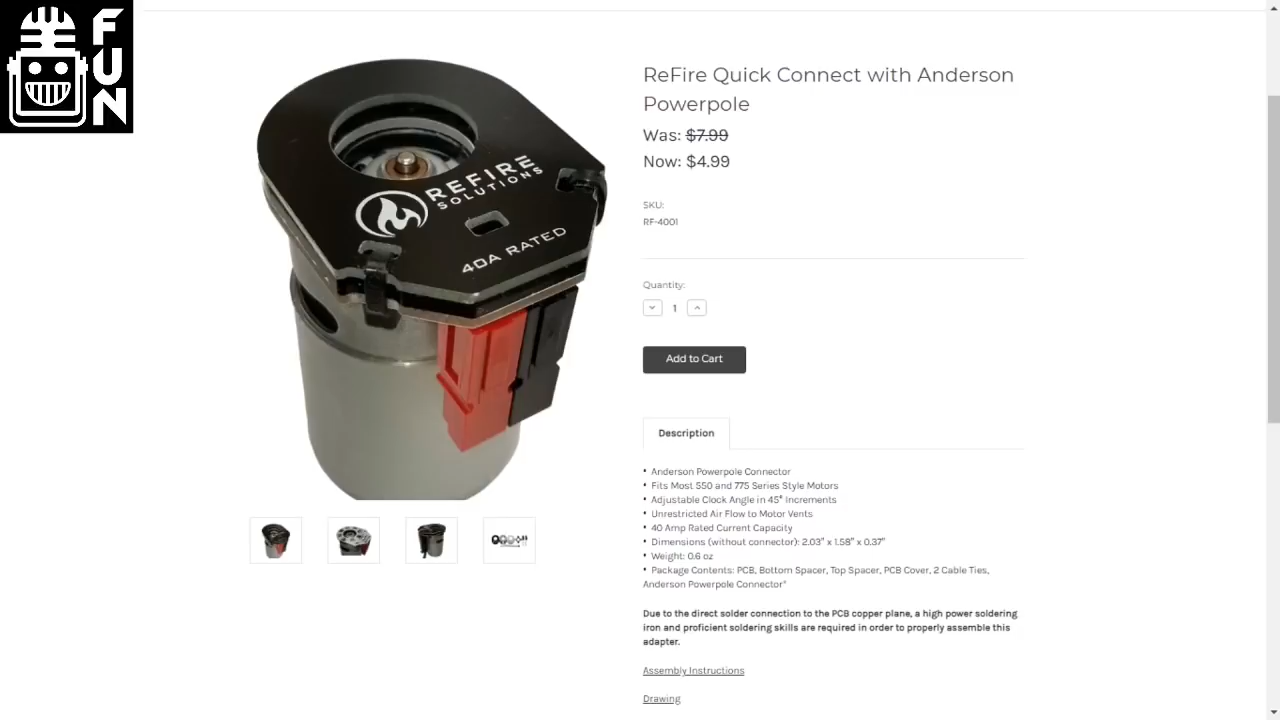 FUN
ReFire Quick Connect with Anderson
Powerpole
Was: $7.99
Now: $4.99
REFIRE
SOLUTIONS
40A RATED
SKU:
RF-4001
Quantity:
1
Add to Cart
Description
• Anderson Powerpole Connector
• Fits Most 550 and 775 Series Style Motors
• Adjustable Clock Angle in 45° Increments
• Unrestricted Air Flow to Motor Vents
• 40 Amp Rated Current Capacity
• Dimensions (without connector): 2.03" x 1.58" x 0.37"
• Weight: 0.6 oz
• Package Contents: PCB, Bottom Spacer, Top Spacer, PCB Cover, 2 Cable Ties,
Anderson Powerpole Connector*
Due to the direct solder connection to the PCB copper plane, a high power soldering
iron and proficient soldering skills are required in order to properly assemble this
adapter.
Assembly Instructions
Drawing